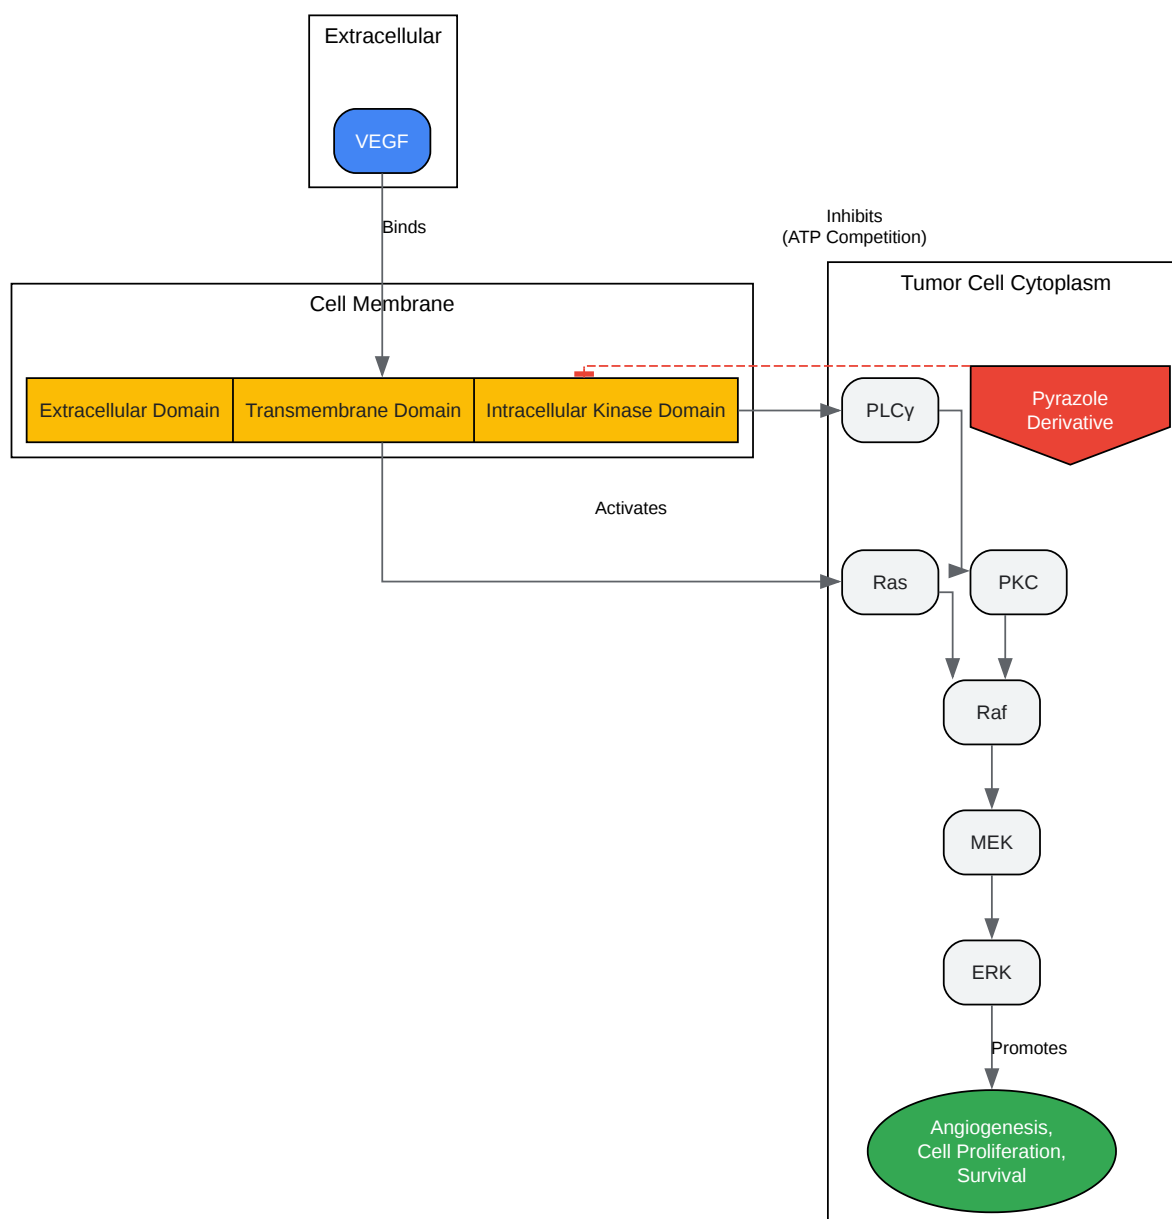 Extracellular
VEGF
Binds
Inhibits
(ATP Competition)
Tumor Cell Cytoplasm
Cell Membrane
Extracellular Domain
Transmembrane Domain
Intracellular Kinase Domain
PLCγ
Pyrazole
Derivative
Activates
Ras
PKC
Raf
MEK
ERK
Promotes
Angiogenesis,
Cell Proliferation,
Survival